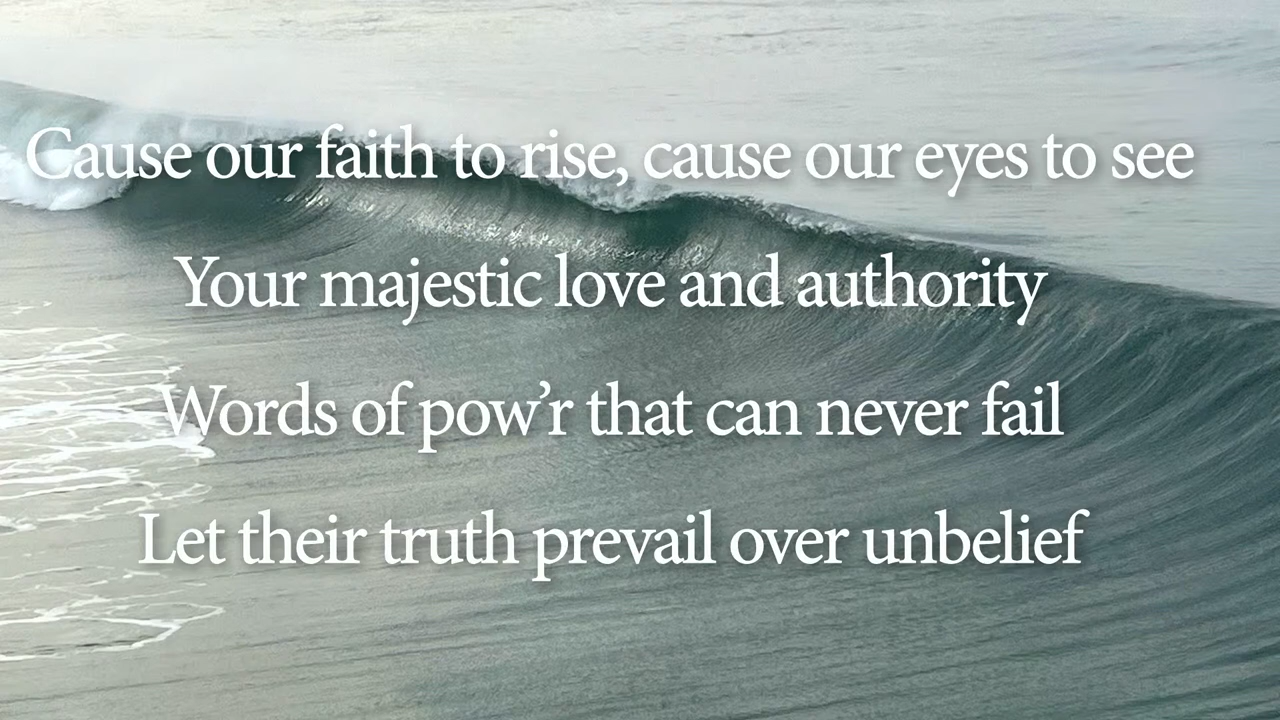 Cause our faith to rise, cause our eyes to see
Your majestic love and authority
Words of pow’r that can never fail
Let their truth prevail over unbelief